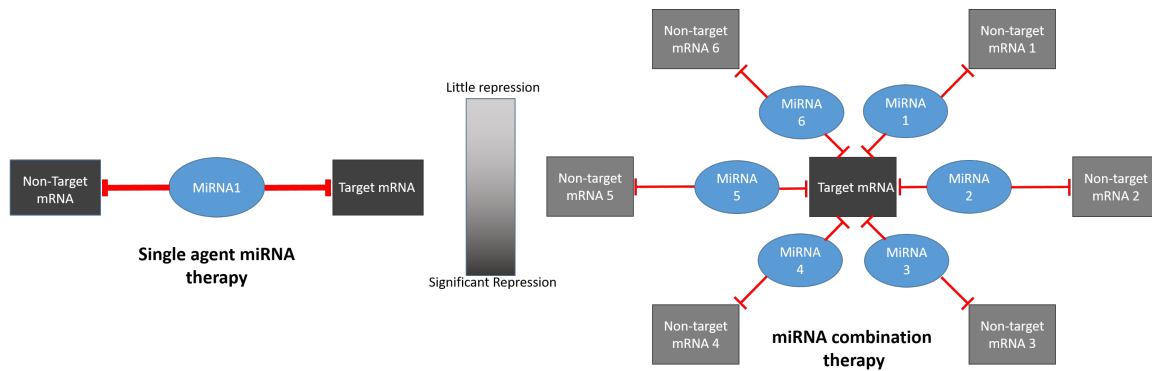 Non-Target
mRNA
MiRNA1
Target mRNA
Single agent miRNA
therapy
Little repression
Significant Repression
Non-target
mRNA 6
Non-target
mRNA 1
MiRNA
6
MiRNA
1
Non-target
mRNA 5
MiRNA
5
Target mRNA
MiRNA
2
Non-target
mRNA 2
MiRNA
4
MiRNA
3
Non-target
mRNA 4
Non-target
mRNA 3
miRNA combination
therapy